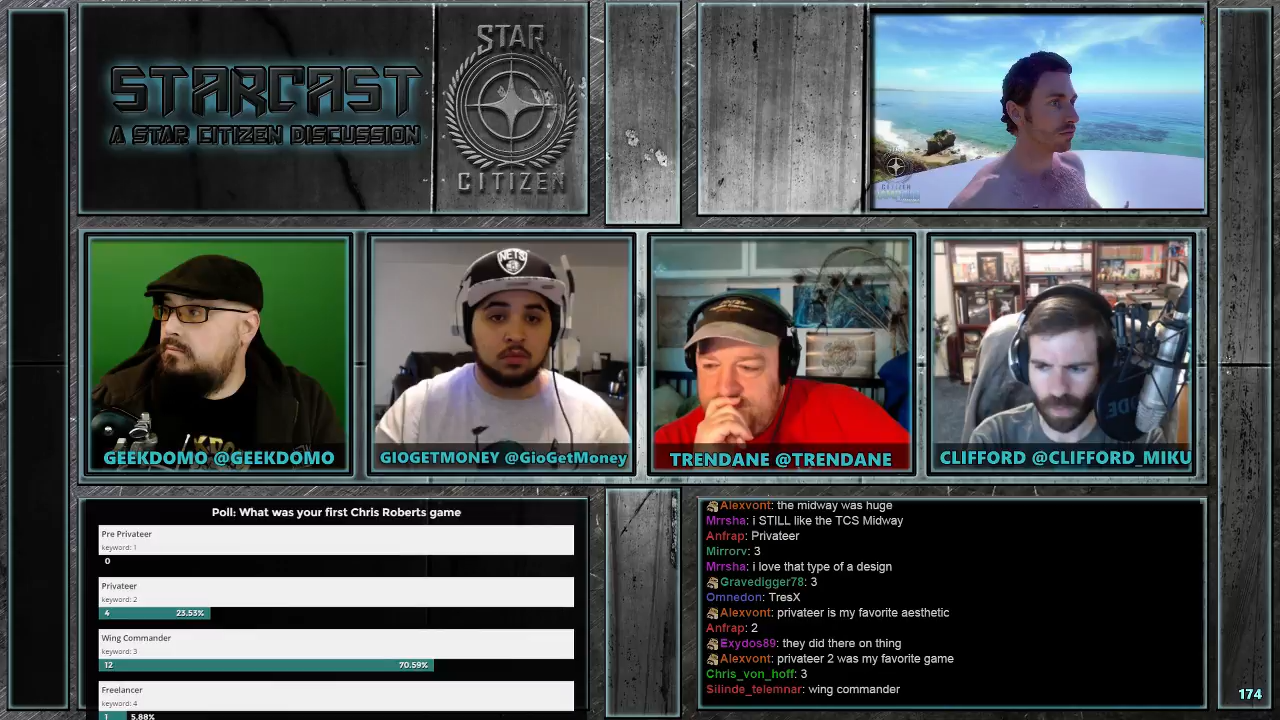 STARCAST
A STAR CITIZEN DISCUSSION
STAR
CITIZEN
CITIZEN
NETS
GEEKDOMO @GEEKDOMO
GIOGETMONEY @GioGetMoney
TRENDANE @TRENDANE
CLIFFORD @CLIFFORD_MIKU
Poll: What was your first Chris Roberts game
Pre Privateer
keyword: 1
0
Privateer
keyword: 2
4 23.53%
Wing Commander
keyword: 3
12 70.59%
Freelancer
keyword: 4
1 5.88%
Alexvont: the midway was huge
Mrrsha: i STILL like the TCS Midway
Anfrap: Privateer
Mirrorv: 3
Mrrsha: i love that type of a design
Gravedigger78: 3
Omnedon: TresX
Alexvont: privateer is my favorite aesthetic
Anfrap: 2
Exydos89: they did there on thing
Alexvont: privateer 2 was my favorite game
Chris_von_hoff: 3
Silinde_telemnar: wing commander
174